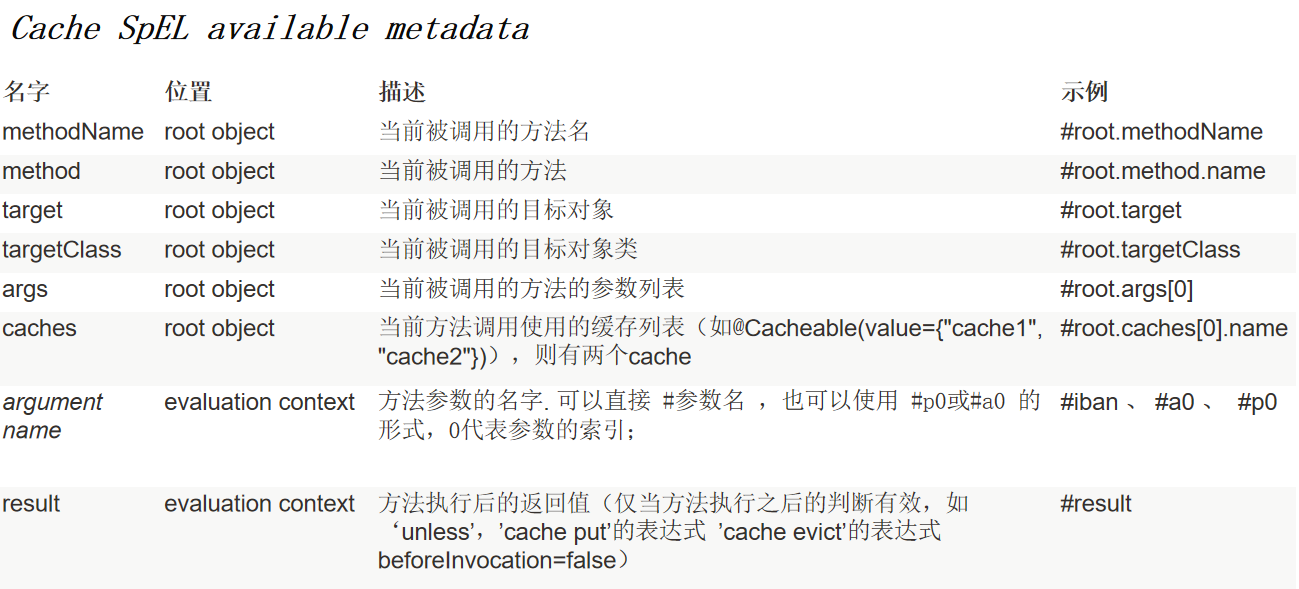 Cache SpEL available metadata
名字 位置 描述 示例
methodName root object 当前被调用的方法名 #root.methodName
method root object 当前被调用的方法 #root.method.name
target root object 当前被调用的目标对象 #root.target
targetClass root object 当前被调用的目标对象类 #root.targetClass
args root object 当前被调用的方法的参数列表 #root.args[0]
caches root object 当前方法调用使用的缓存列表（如@Cacheable(value={"cache1", #root.caches[0].name
"cache2"})），则有两个cache
argument evaluation context 方法参数的名字. 可以直接 #参数名 ，也可以使用 #p0或#a0 的 #iban 、 #a0 、 #p0
name 形式，0代表参数的索引；
result evaluation context 方法执行后的返回值（仅当方法执行之后的判断有效，如 #result
‘unless’，’cache put’的表达式 ’cache evict’的表达式
beforeInvocation=false）